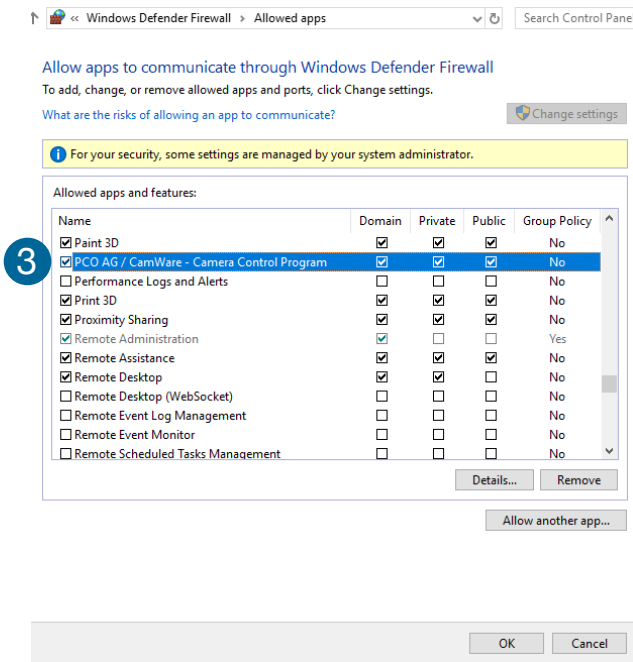 « Windows Defender Firewall › Allowed apps Search Control Pane
Allow apps to communicate through Windows Defender Firewall
To add, change, or remove allowed apps and ports, click Change settings.
What are the risks of allowing an app to communicate? Change settings
For your security, some settings are managed by your system administrator.
Allowed apps and features:
Name Domain Private Public Group Policy
Paint 3D No
3 PCO AG / CamWare - Camera Control Program No
Performance Logs and Alerts No
Print 3D No
Proximity Sharing No
Remote Administration Yes
Remote Assistance No
Remote Desktop No
Remote Desktop (WebSocket) No
Remote Event Log Management No
Remote Event Monitor No
Remote Scheduled Tasks Management No
Details... Remove
Allow another app...
OK Cancel